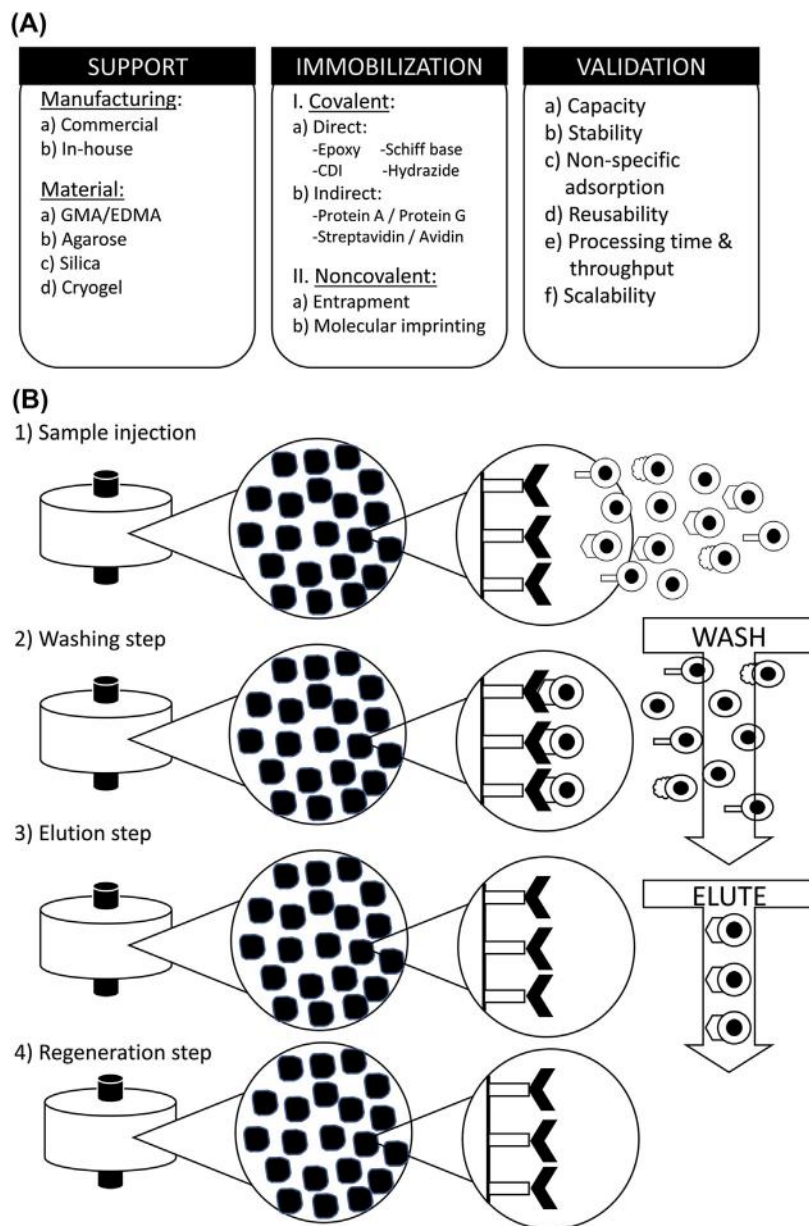 (A)
SUPPORT
Manufacturing:
a) Commercial
b) In-house
Material:
a) GMA/EDMA
b) Agarose
c) Silica
d) Cryogel
IMMOBILIZATION
I. Covalent:
a) Direct:
-Epoxy -Schiff base
-CDI -Hydrazide
b) Indirect:
-Protein A / Protein G
-Streptavidin / Avidin
II. Noncovalent:
a) Entrapment
b) Molecular imprinting
VALIDATION
a) Capacity
b) Stability
c) Non-specific
adsorption
d) Reusability
e) Processing time &
throughput
f) Scalability
(B)
1) Sample injection
2) Washing step
WASH
3) Elution step
ELUTE
4) Regeneration step